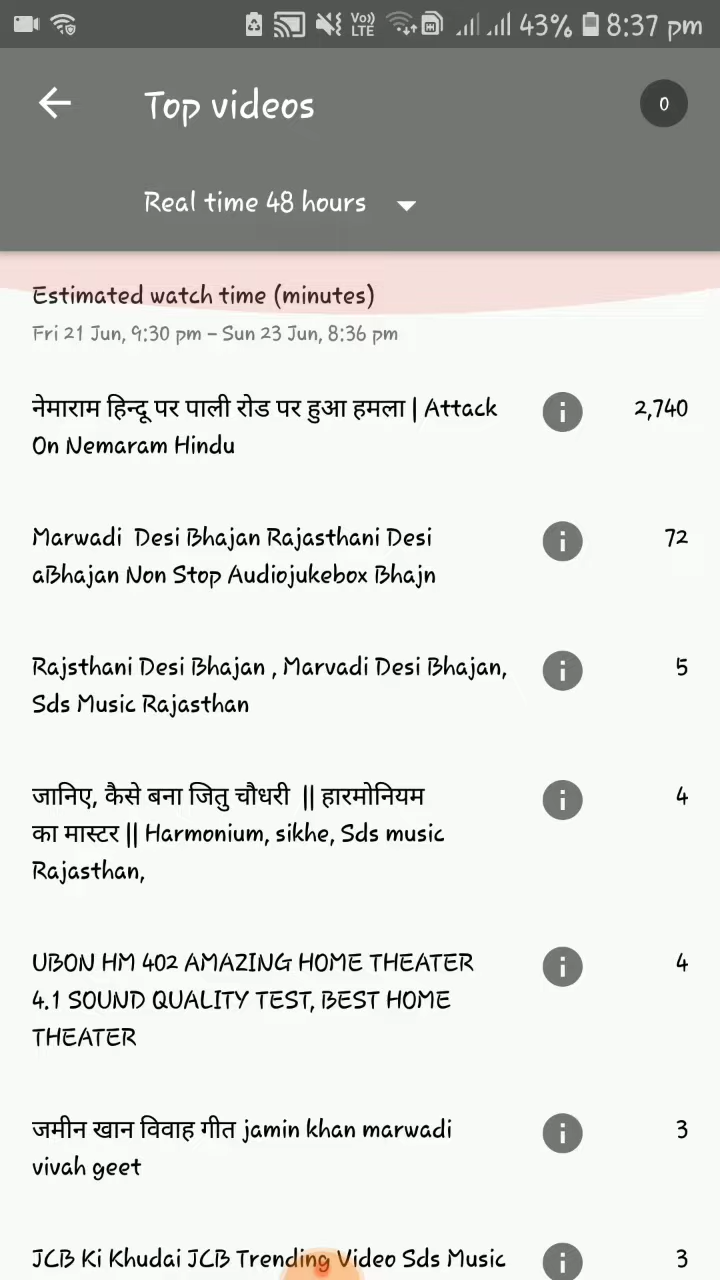 Vo)) LTE 43% 8:37 pm
Top videos
0
Real time 48 hours
Estimated watch time (minutes)
Fri 21 Jun, 9:30 pm – Sun 23 Jun, 8:36 pm
नेमाराम हिन्दू पर पाली रोड पर हुआ हमला | Attack
On Nemaram Hindu
2,740
Marwadi  Desi Bhajan Rajasthani Desi
aBhajan Non Stop Audiojukebox Bhajn
72
Rajsthani Desi Bhajan , Marvadi Desi Bhajan,
Sds Music Rajasthan
5
जानिए, कैसे बना जितु चौधरी  || हारमोनियम
का मास्टर || Harmonium, sikhe, Sds music
Rajasthan,
4
UBON HM 402 AMAZING HOME THEATER
4.1 SOUND QUALITY TEST, BEST HOME
THEATER
4
जमीन खान विवाह गीत jamin khan marwadi
vivah geet
3
JCB Ki Khudai JCB Trending Video Sds Music
3